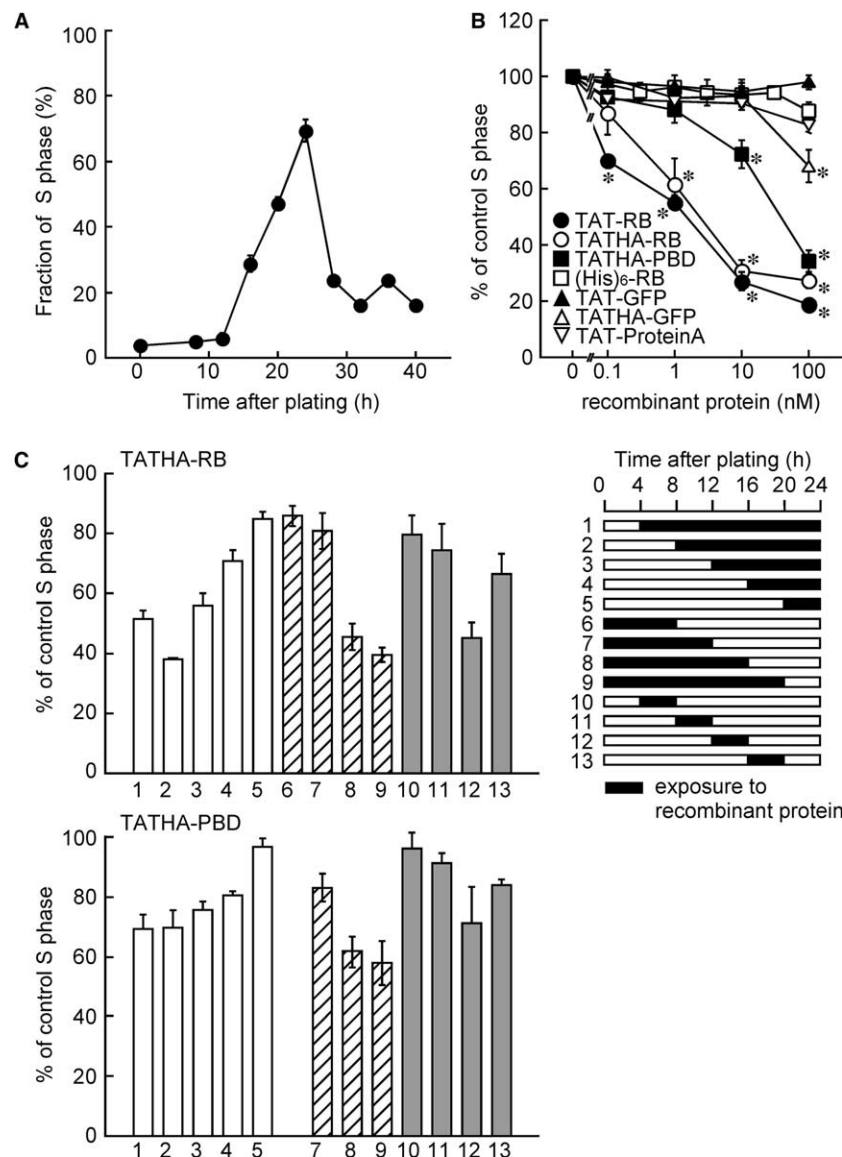 A
100
80
60
40
20
0
Fraction of S phase (%)
0 10 20 30 40
Time after plating (h)
B
120
100
80
60
40
20
0
% of control S phase
* * * * * * * * * *
TAT-RB
TATHA-RB
TATHA-PBD
(His)6-RB
TAT-GFP
TATHA-GFP
TAT-ProteinA
0 0.1 1 10 100
recombinant protein (nM)
C
TATHA-RB
100
80
60
40
20
0
% of control S phase
1 2 3 4 5 6 7 8 9 10 11 12 13
Time after plating (h)
0 4 8 12 16 20 24
1
2
3
4
5
6
7
8
9
10
11
12
13
exposure to
recombinant protein
TATHA-PBD
100
80
60
40
20
0
% of control S phase
1 2 3 4 5 7 8 9 10 11 12 13